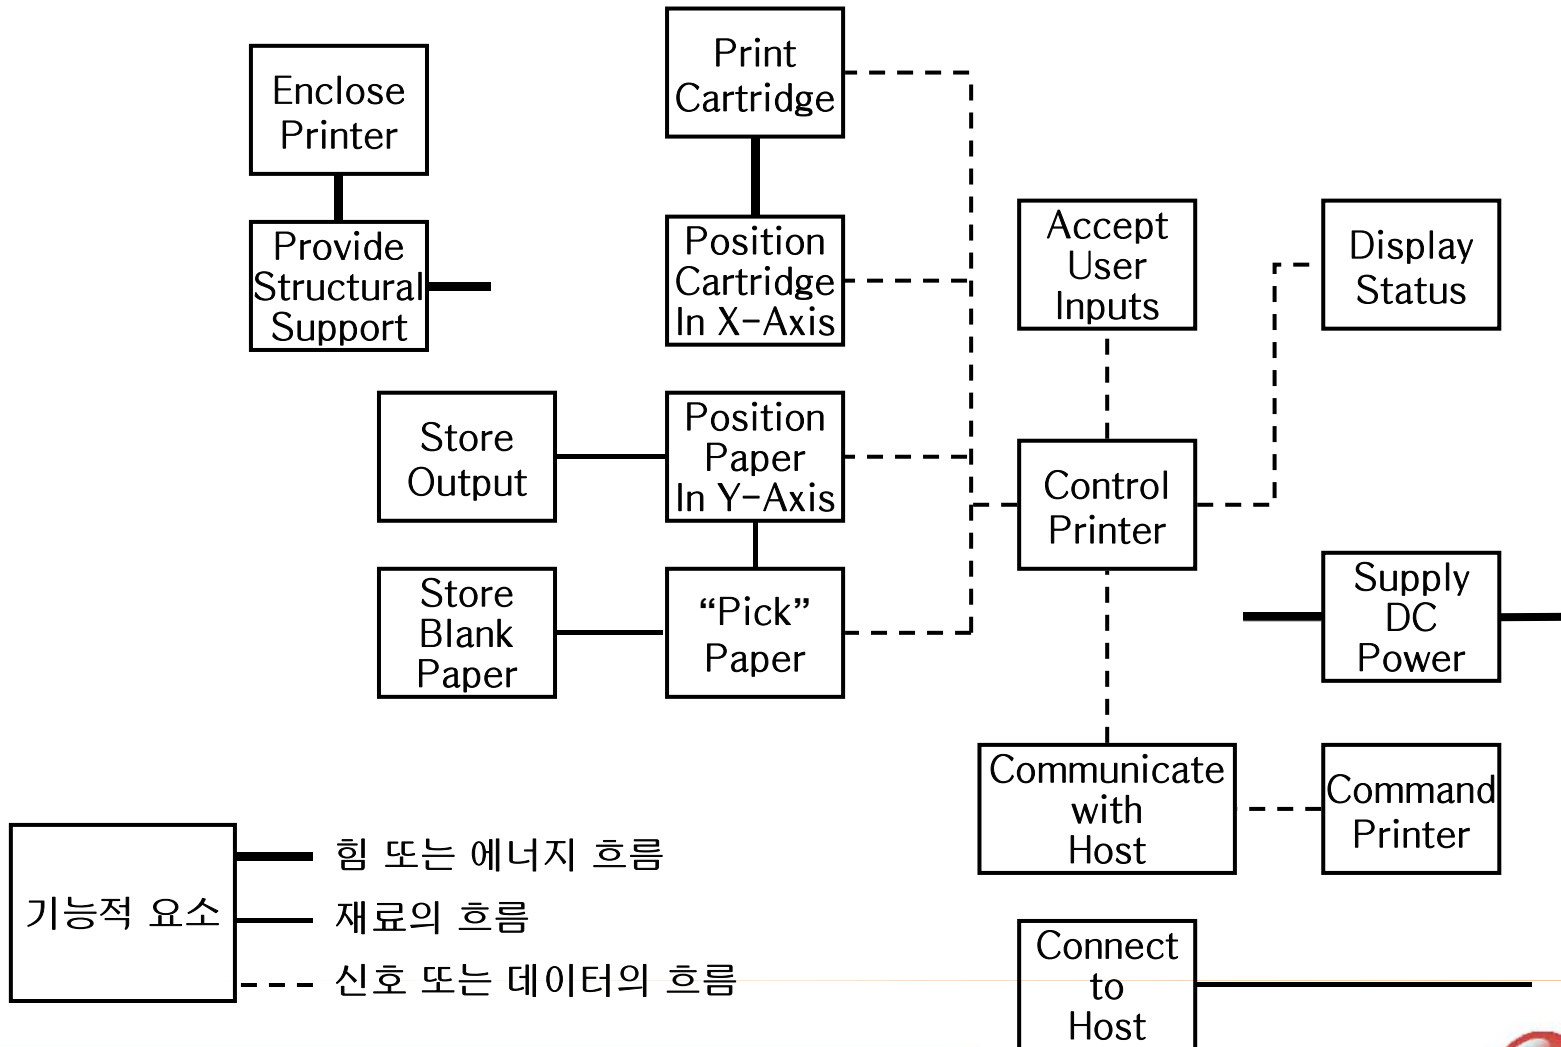 Enclose
Printer
Provide
Structural
Support
Print
Cartridge
Position
Cartridge
In X-Axis
Accept
User
Inputs
Display
Status
Store
Output
Position
Paper
In Y-Axis
Control
Printer
Store
Blank
Paper
“Pick”
Paper
Supply
DC
Power
Communicate
with
Host
Command
Printer
Connect
to
Host
기능적 요소
힘 또는 에너지 흐름
재료의 흐름
신호 또는 데이터의 흐름